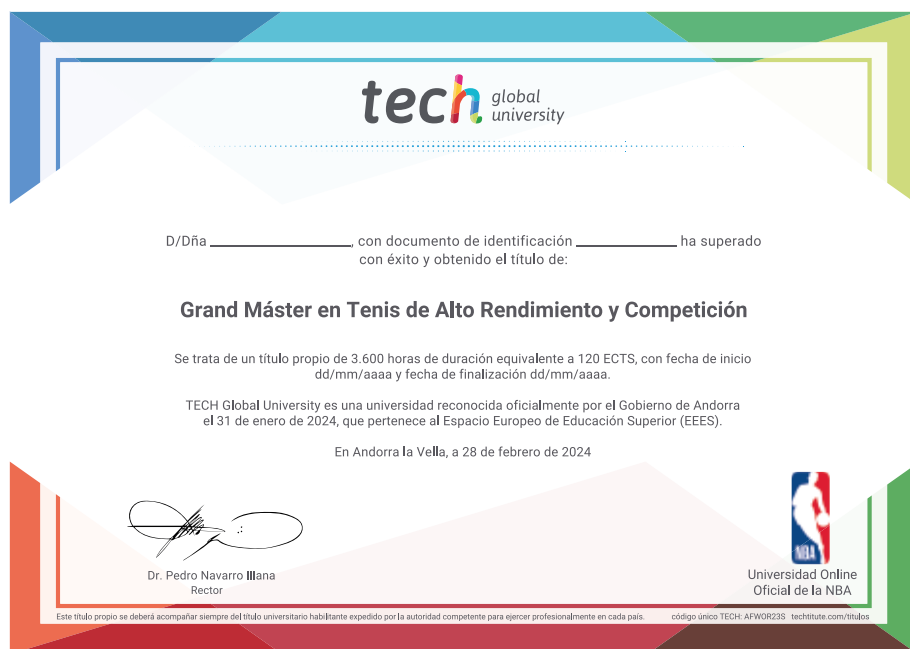 tech global university
D/Dña ____________, con documento de identificación ____________ ha superado
con éxito y obtenido el título de:
Grand Máster en Tenis de Alto Rendimiento y Competición
Se trata de un título propio de 3.600 horas de duración equivalente a 120 ECTS, con fecha de inicio
dd/mm/aaaa y fecha de finalización dd/mm/aaaa.
TECH Global University es una universidad reconocida oficialmente por el Gobierno de Andorra
el 31 de enero de 2024, que pertenece al Espacio Europeo de Educación Superior (EEES).
En Andorra la Vella, a 28 de febrero de 2024
NBA
Dr. Pedro Navarro Illana
Rector
Universidad Online
Oficial de la NBA
Este título propio se deberá acompañar siempre del título universitario habilitante expedido por la autoridad competente para ejercer profesionalmente en cada país. código único TECH: AFWOR23S techtitute.com/titulos